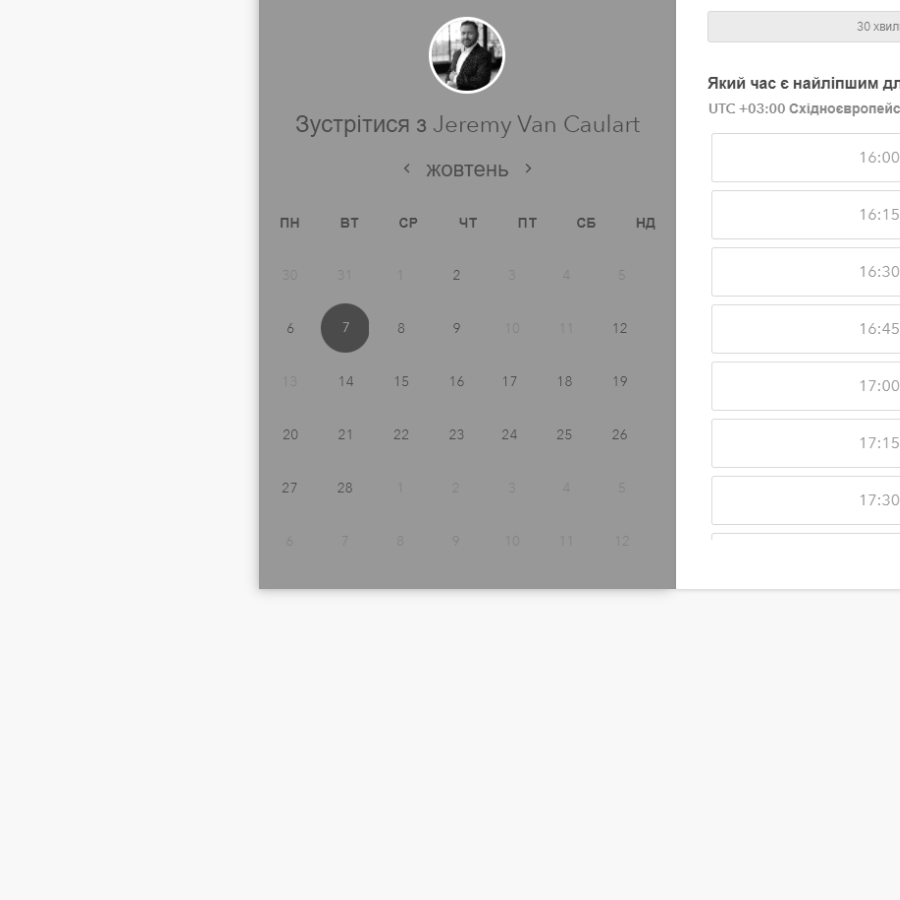 Зустрітися з Jeremy Van Caulart
жовтень
ПН ВТ СР ЧТ ПТ СБ НД
30 31 1 2 3 4 5
6 7 8 9 10 11 12
13 14 15 16 17 18 19
20 21 22 23 24 25 26
27 28 1 2 3 4 5
6 7 8 9 10 11 12
30 хвил
Який час є найліпшим дл
UTC +03:00 Східноєвропейс
16:00
16:15
16:30
16:45
17:00
17:15
17:30